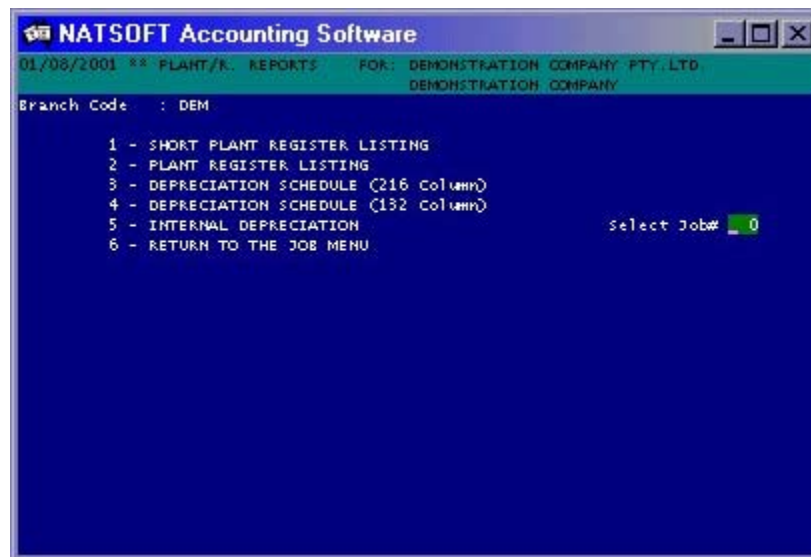 NATSOFT Accounting Software
01/08/2001 ** PLANT/R. REPORTS FOR: DEMONSTRATION COMPANY PTY.LTD.
DEMONSTRATION COMPANY
Branch Code : DEM
1 - SHORT PLANT REGISTER LISTING
2 - PLANT REGISTER LISTING
3 - DEPRECIATION SCHEDULE (216 Column)
4 - DEPRECIATION SCHEDULE (132 Column)
5 - INTERNAL DEPRECIATION Select Job# _ 0
6 - RETURN TO THE JOB MENU